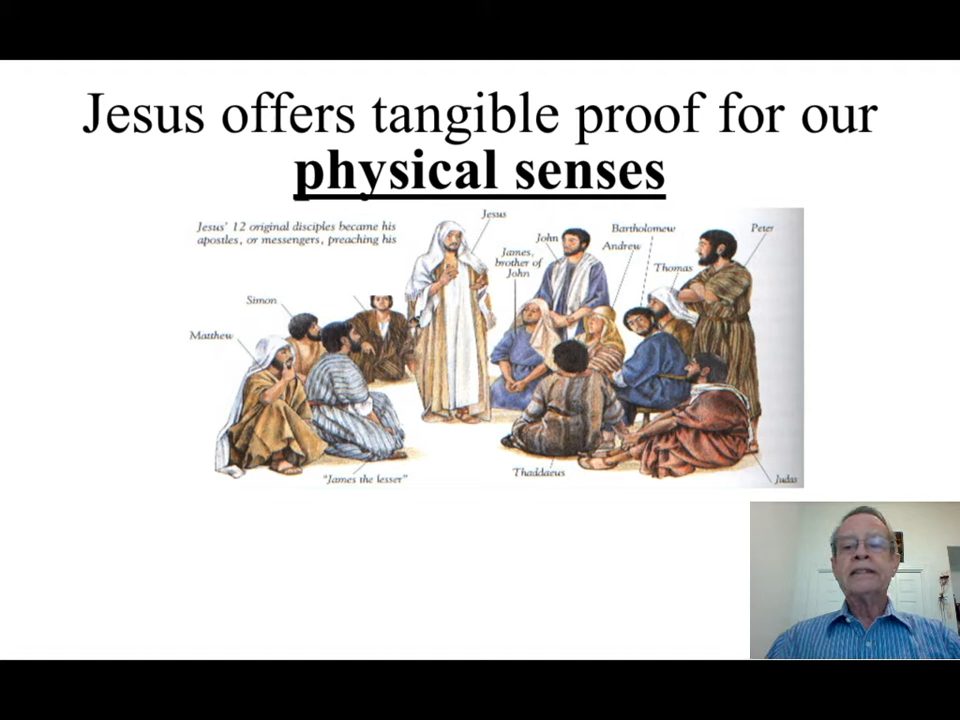 Jesus offers tangible proof for our
physical senses
Jesus' 12 original disciples became his
apostles, or messengers, preaching his
Jesus
John
Bartholomew
Peter
Andrew
James,
brother of
John
Thomas
Simon
Matthew
"James the lesser"
Thaddaeus
Judas